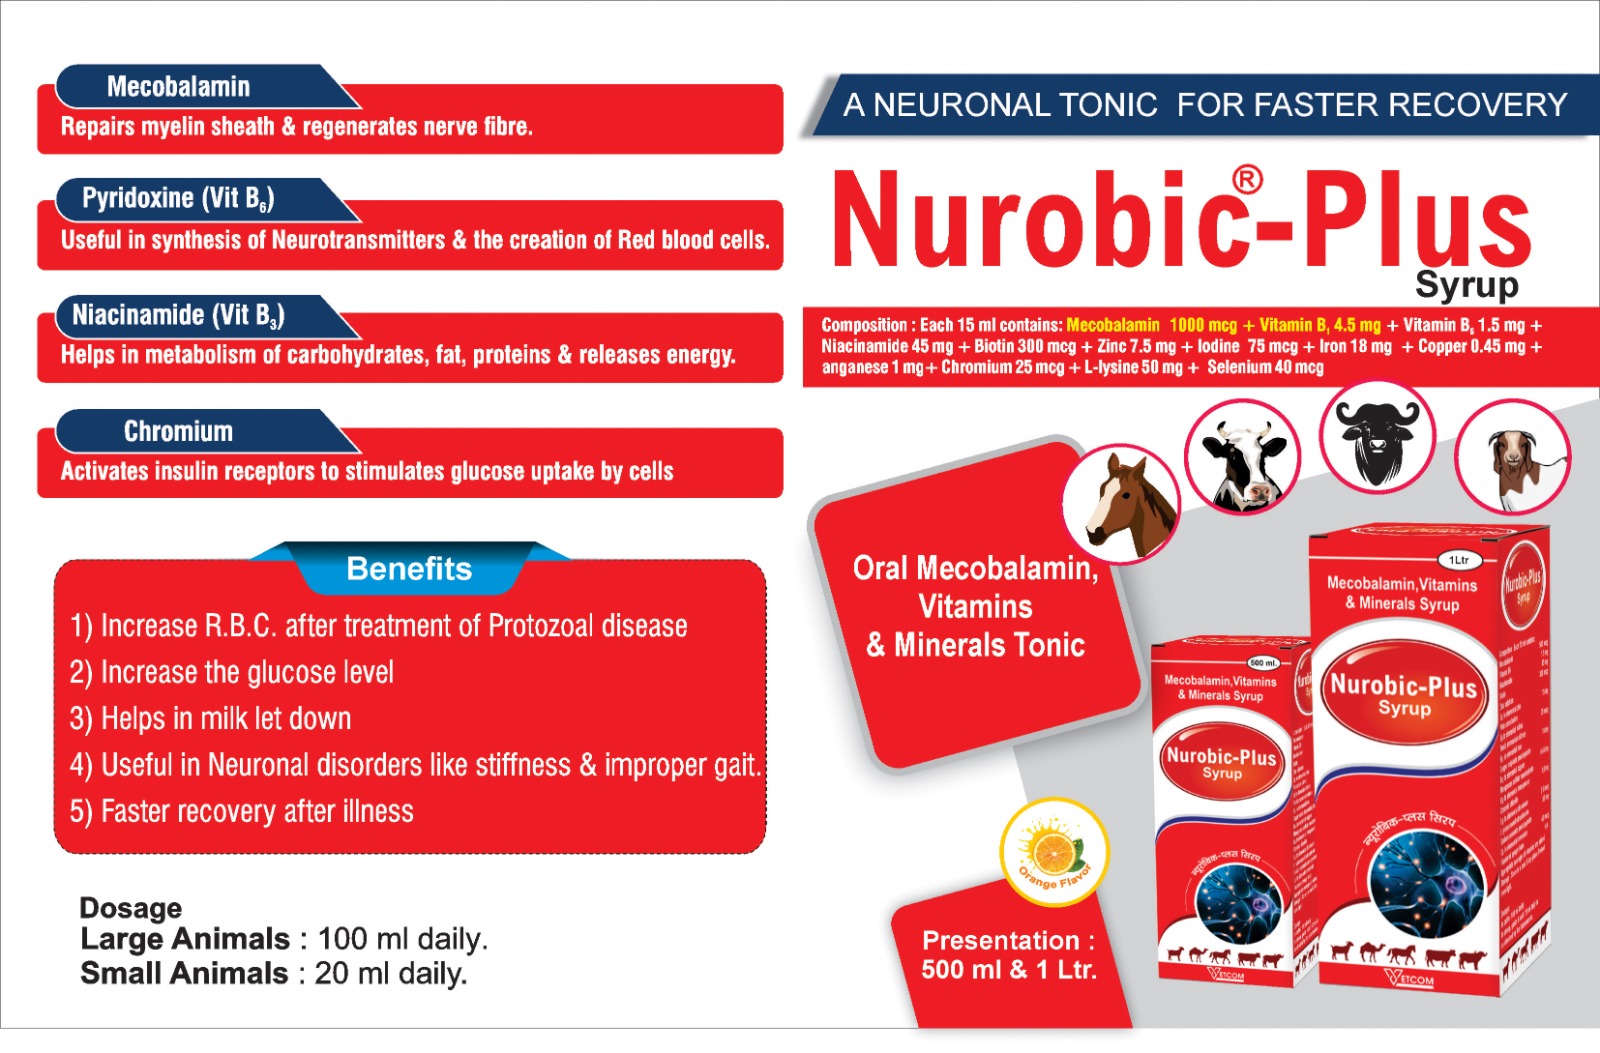 Mecobalamin
Repairs myelin sheath & regenerates nerve fibre.
Pyridoxine (Vit B₆)
Useful in synthesis of Neurotransmitters & the creation of Red blood cells.
Niacinamide (Vit B₃)
Helps in metabolism of carbohydrates, fat, proteins & releases energy.
Chromium
Activates insulin receptors to stimulates glucose uptake by cells
Benefits
1) Increase R.B.C. after treatment of Protozoal disease
2) Increase the glucose level
3) Helps in milk let down
4) Useful in Neuronal disorders like stiffness & improper gait.
5) Faster recovery after illness
Dosage
Large Animals : 100 ml daily.
Small Animals : 20 ml daily.
A NEURONAL TONIC FOR FASTER RECOVERY
Nurobic®-Plus
Syrup
Composition : Each 15 ml contains: Mecobalamin 1000 mcg + Vitamin B₁ 4.5 mg + Vitamin B₆ 1.5 mg +
Niacinamide 45 mg + Biotin 300 mcg + Zinc 7.5 mg + Iodine 75 mcg + Iron 18 mg + Copper 0.45 mg +
anganese 1 mg + Chromium 25 mcg + L-lysine 50 mg + Selenium 40 mcg
Oral Mecobalamin,
Vitamins
& Minerals Tonic
Orange Flavor
Presentation :
500 ml & 1 Ltr.
500 ml.
Mecobalamin,Vitamins
& Minerals Syrup
Nurobic-Plus
Syrup
न्यूरोबिक-प्लस सिरप
VETCOM
1Ltr
Mecobalamin,Vitamins
& Minerals Syrup
Nurobic-Plus
Syrup
न्यूरोबिक-प्लस सिरप
VETCOM
Nurobic-Plus
Syrup